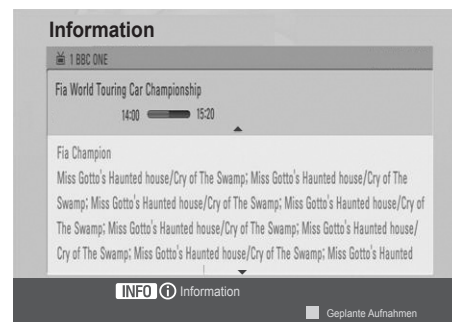 Information
1 BBC ONE
Fia World Touring Car Championship
14:00 15:20
Fia Champion
Miss Gotto's Haunted house/Cry of The Swamp; Miss Gotto's Haunted house/Cry of The
Swamp; Miss Gotto's Haunted house/Cry of The Swamp; Miss Gotto's Haunted house/Cry of
The Swamp; Miss Gotto's Haunted house/Cry of The Swamp; Miss Gotto's Haunted house/
Cry of The Swamp; Miss Gotto's Haunted house/Cry of The Swamp; Miss Gotto's Haunted
INFO i Information
Geplante Aufnahmen